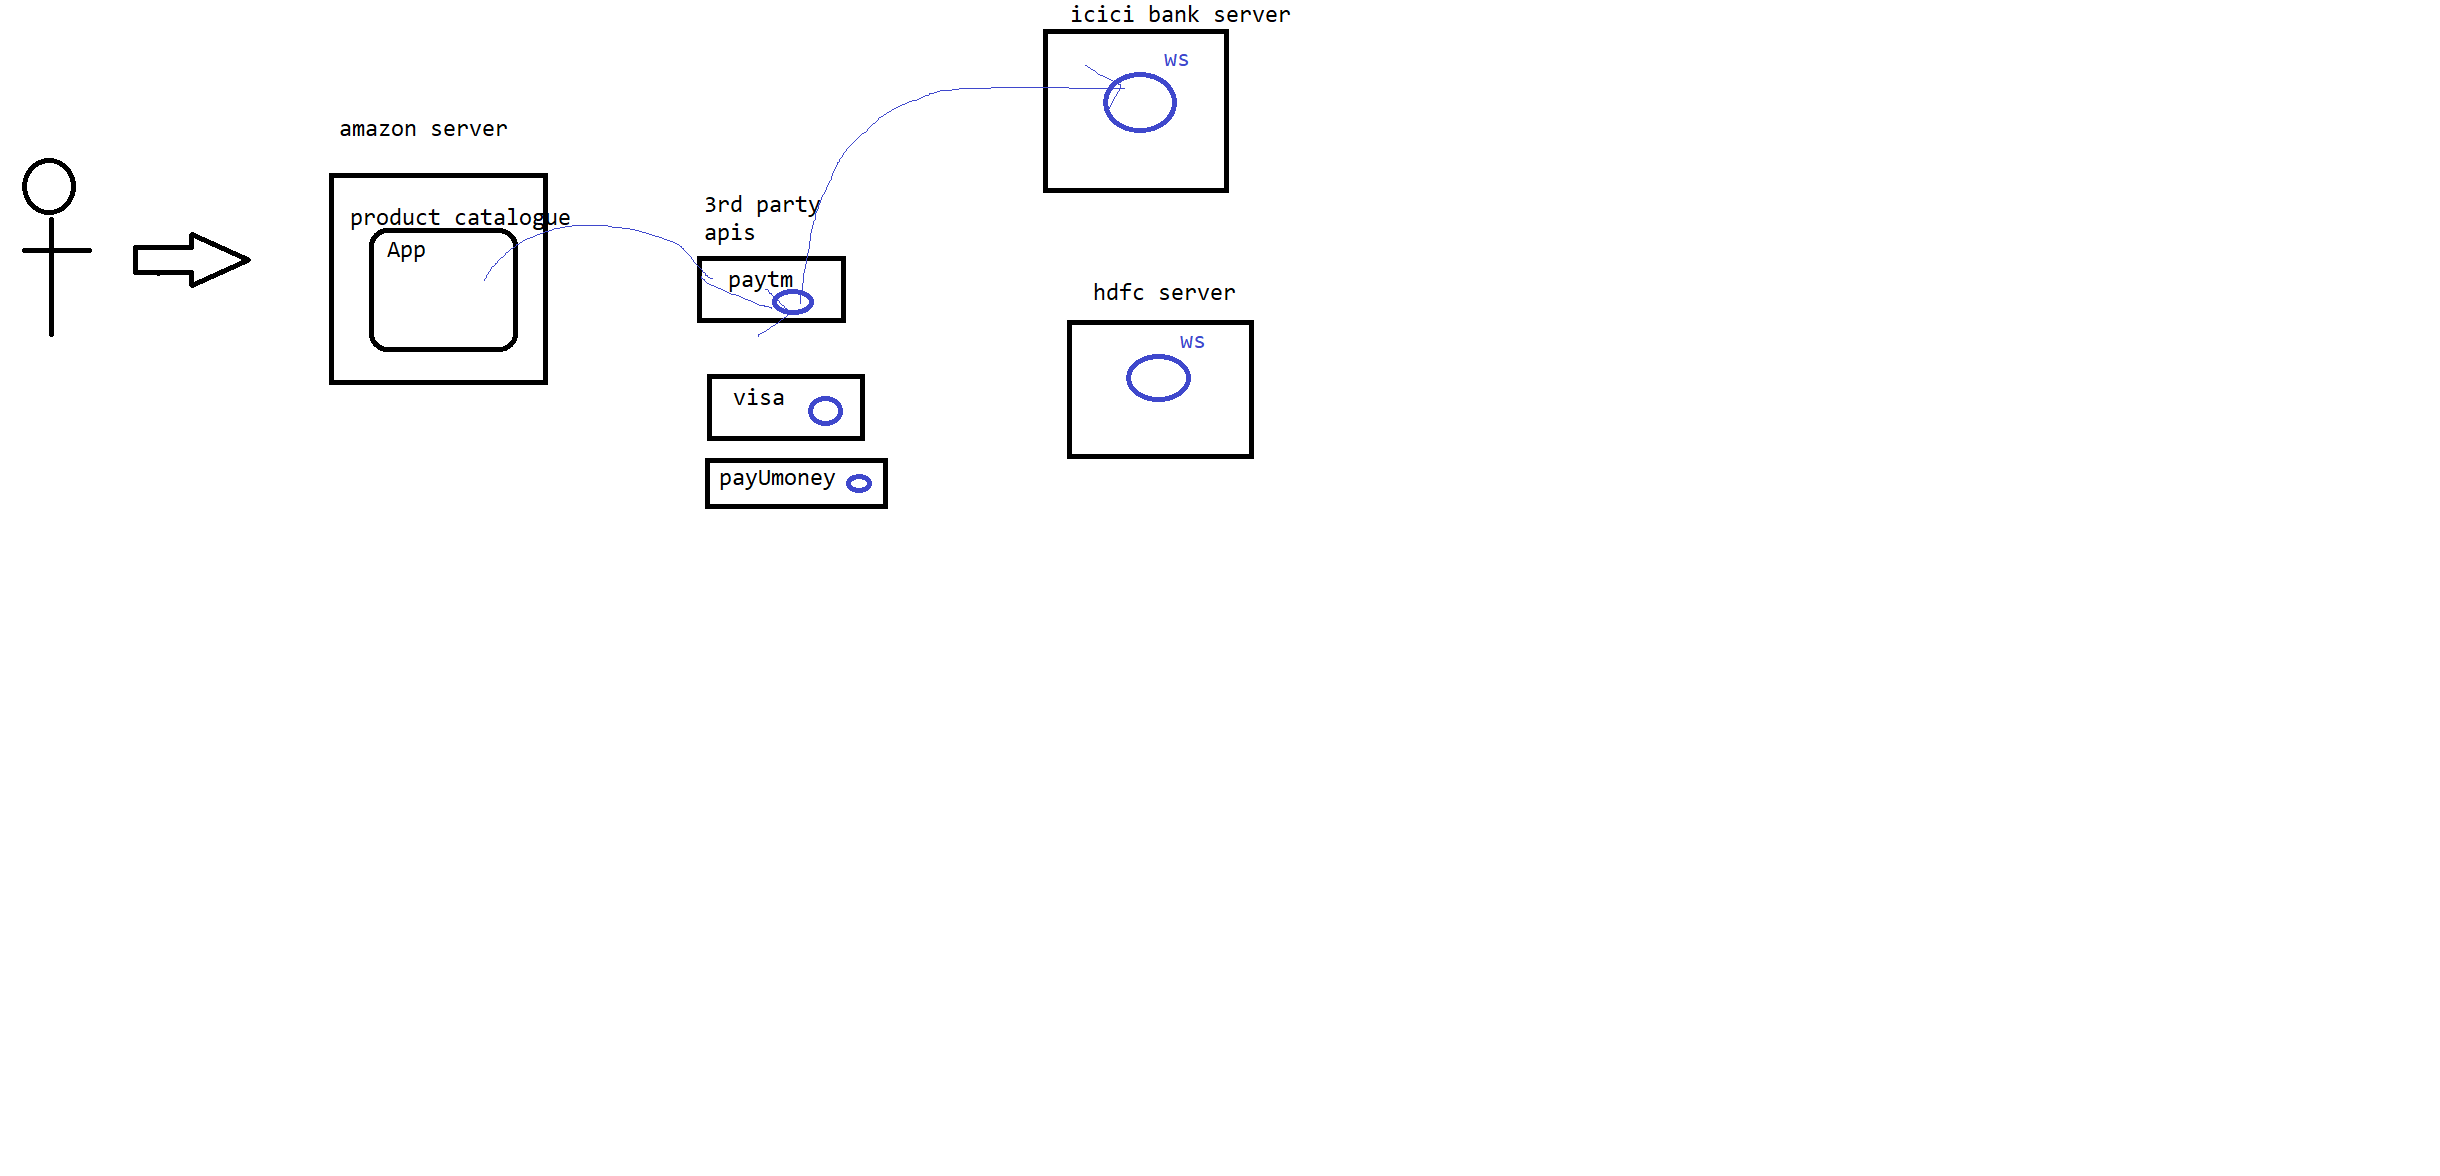 icici bank server
ws
amazon server
product catalogue
App
3rd party
apis
paytm
hdfc server
ws
visa
payUmoney